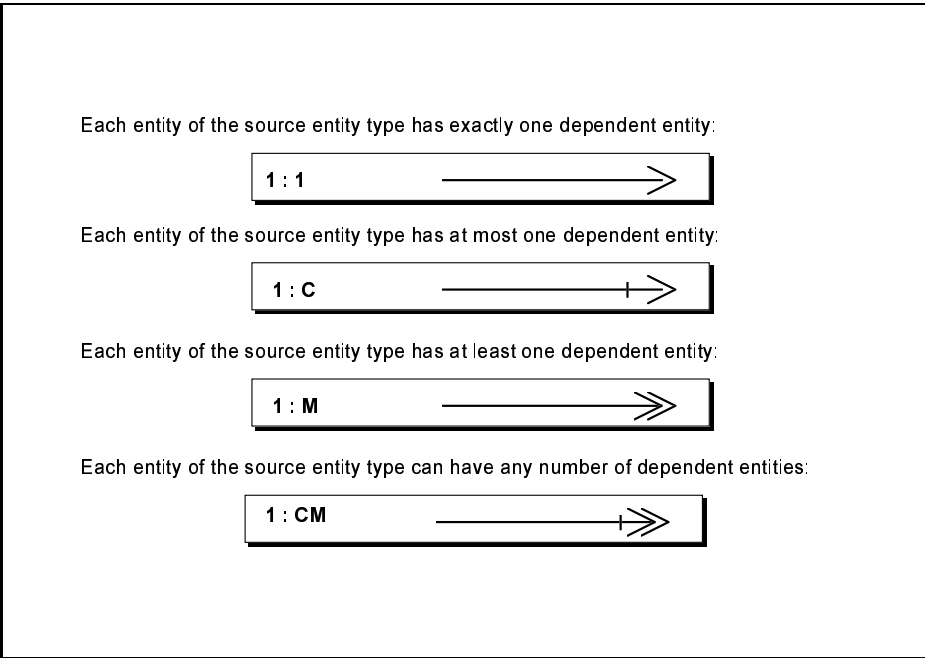 Each entity of the source entity type has exactly one dependent entity:
1 : 1
Each entity of the source entity type has at most one dependent entity:
1 : C
Each entity of the source entity type has at least one dependent entity:
1 : M
Each entity of the source entity type can have any number of dependent entities:
1 : CM